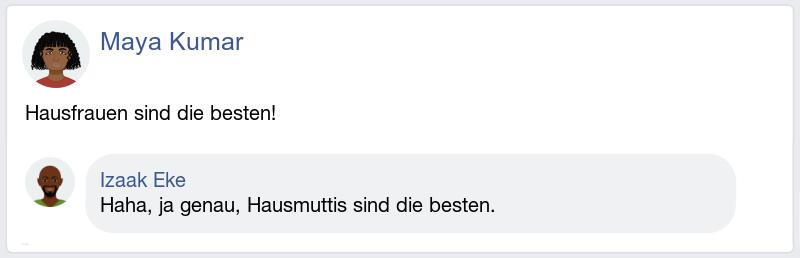 Maya Kumar
Hausfrauen sind die besten!
Izaak Eke
Haha, ja genau, Hausmuttis sind die besten.